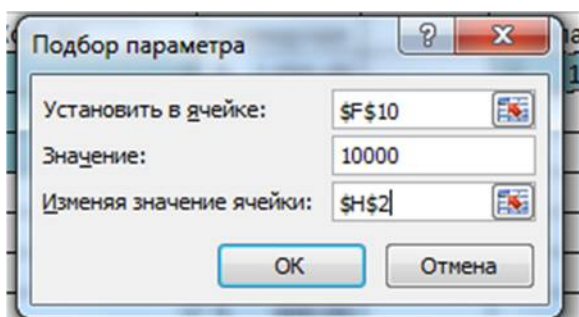 Подбор параметра
Установить в ячейке: $F$10
Значение: 10000
Изменяя значение ячейки: $H$2
ОК Отмена